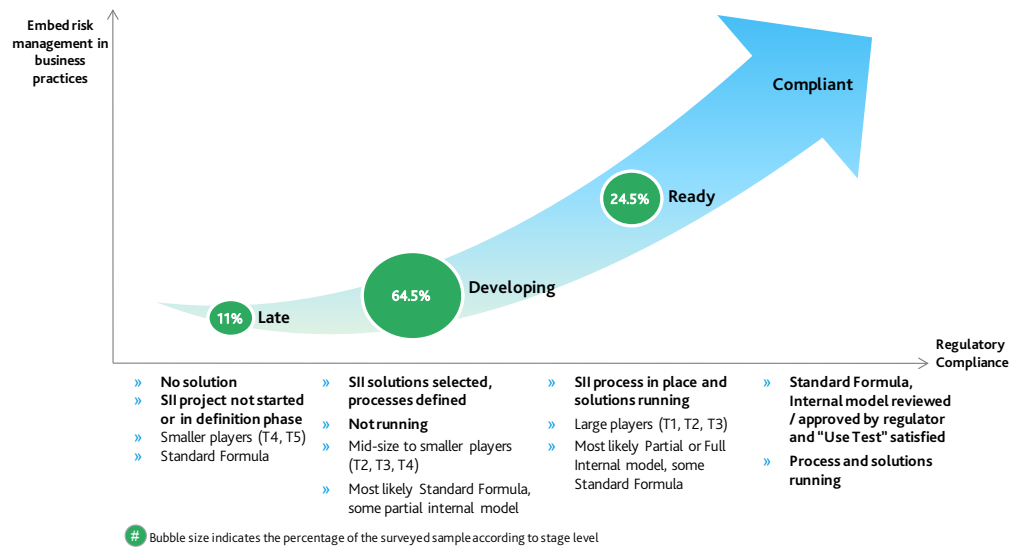 Embed risk
management in
business
practices
Compliant
24.5%
Ready
64.5%
Developing
11%
Late
Regulatory
Compliance
» No solution
» SII project not started
or in definition phase
» Smaller players (T4, T5)
» Standard Formula
» SII solutions selected,
processes defined
» Not running
» Mid-size to smaller players
(T2, T3, T4)
» Most likely Standard Formula,
some partial internal model
» SII process in place and
solutions running
» Large players (T1, T2, T3)
» Most likely Partial or Full
Internal model, some
Standard Formula
» Standard Formula,
Internal model reviewed
/ approved by regulator
and “Use Test” satisfied
» Process and solutions
running
# Bubble size indicates the percentage of the surveyed sample according to stage level